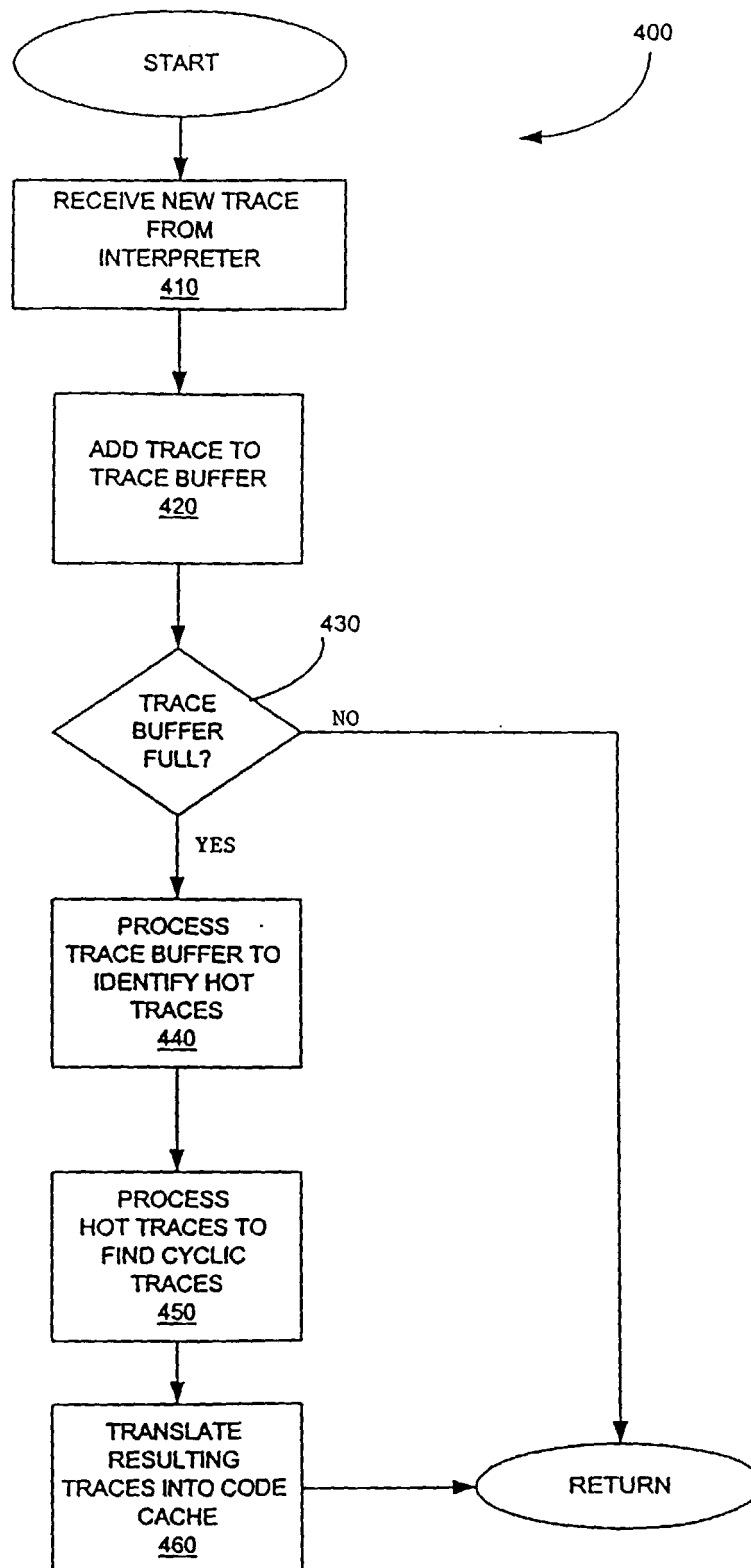 START
400
RECEIVE NEW TRACE
FROM
INTERPRETER
410
ADD TRACE TO
TRACE BUFFER
420
430
TRACE
BUFFER
FULL?
NO
YES
PROCESS
TRACE BUFFER TO
IDENTIFY HOT
TRACES
440
PROCESS
HOT TRACES TO
FIND CYCLIC
TRACES
450
TRANSLATE
RESULTING
TRACES INTO CODE
CACHE
460
RETURN